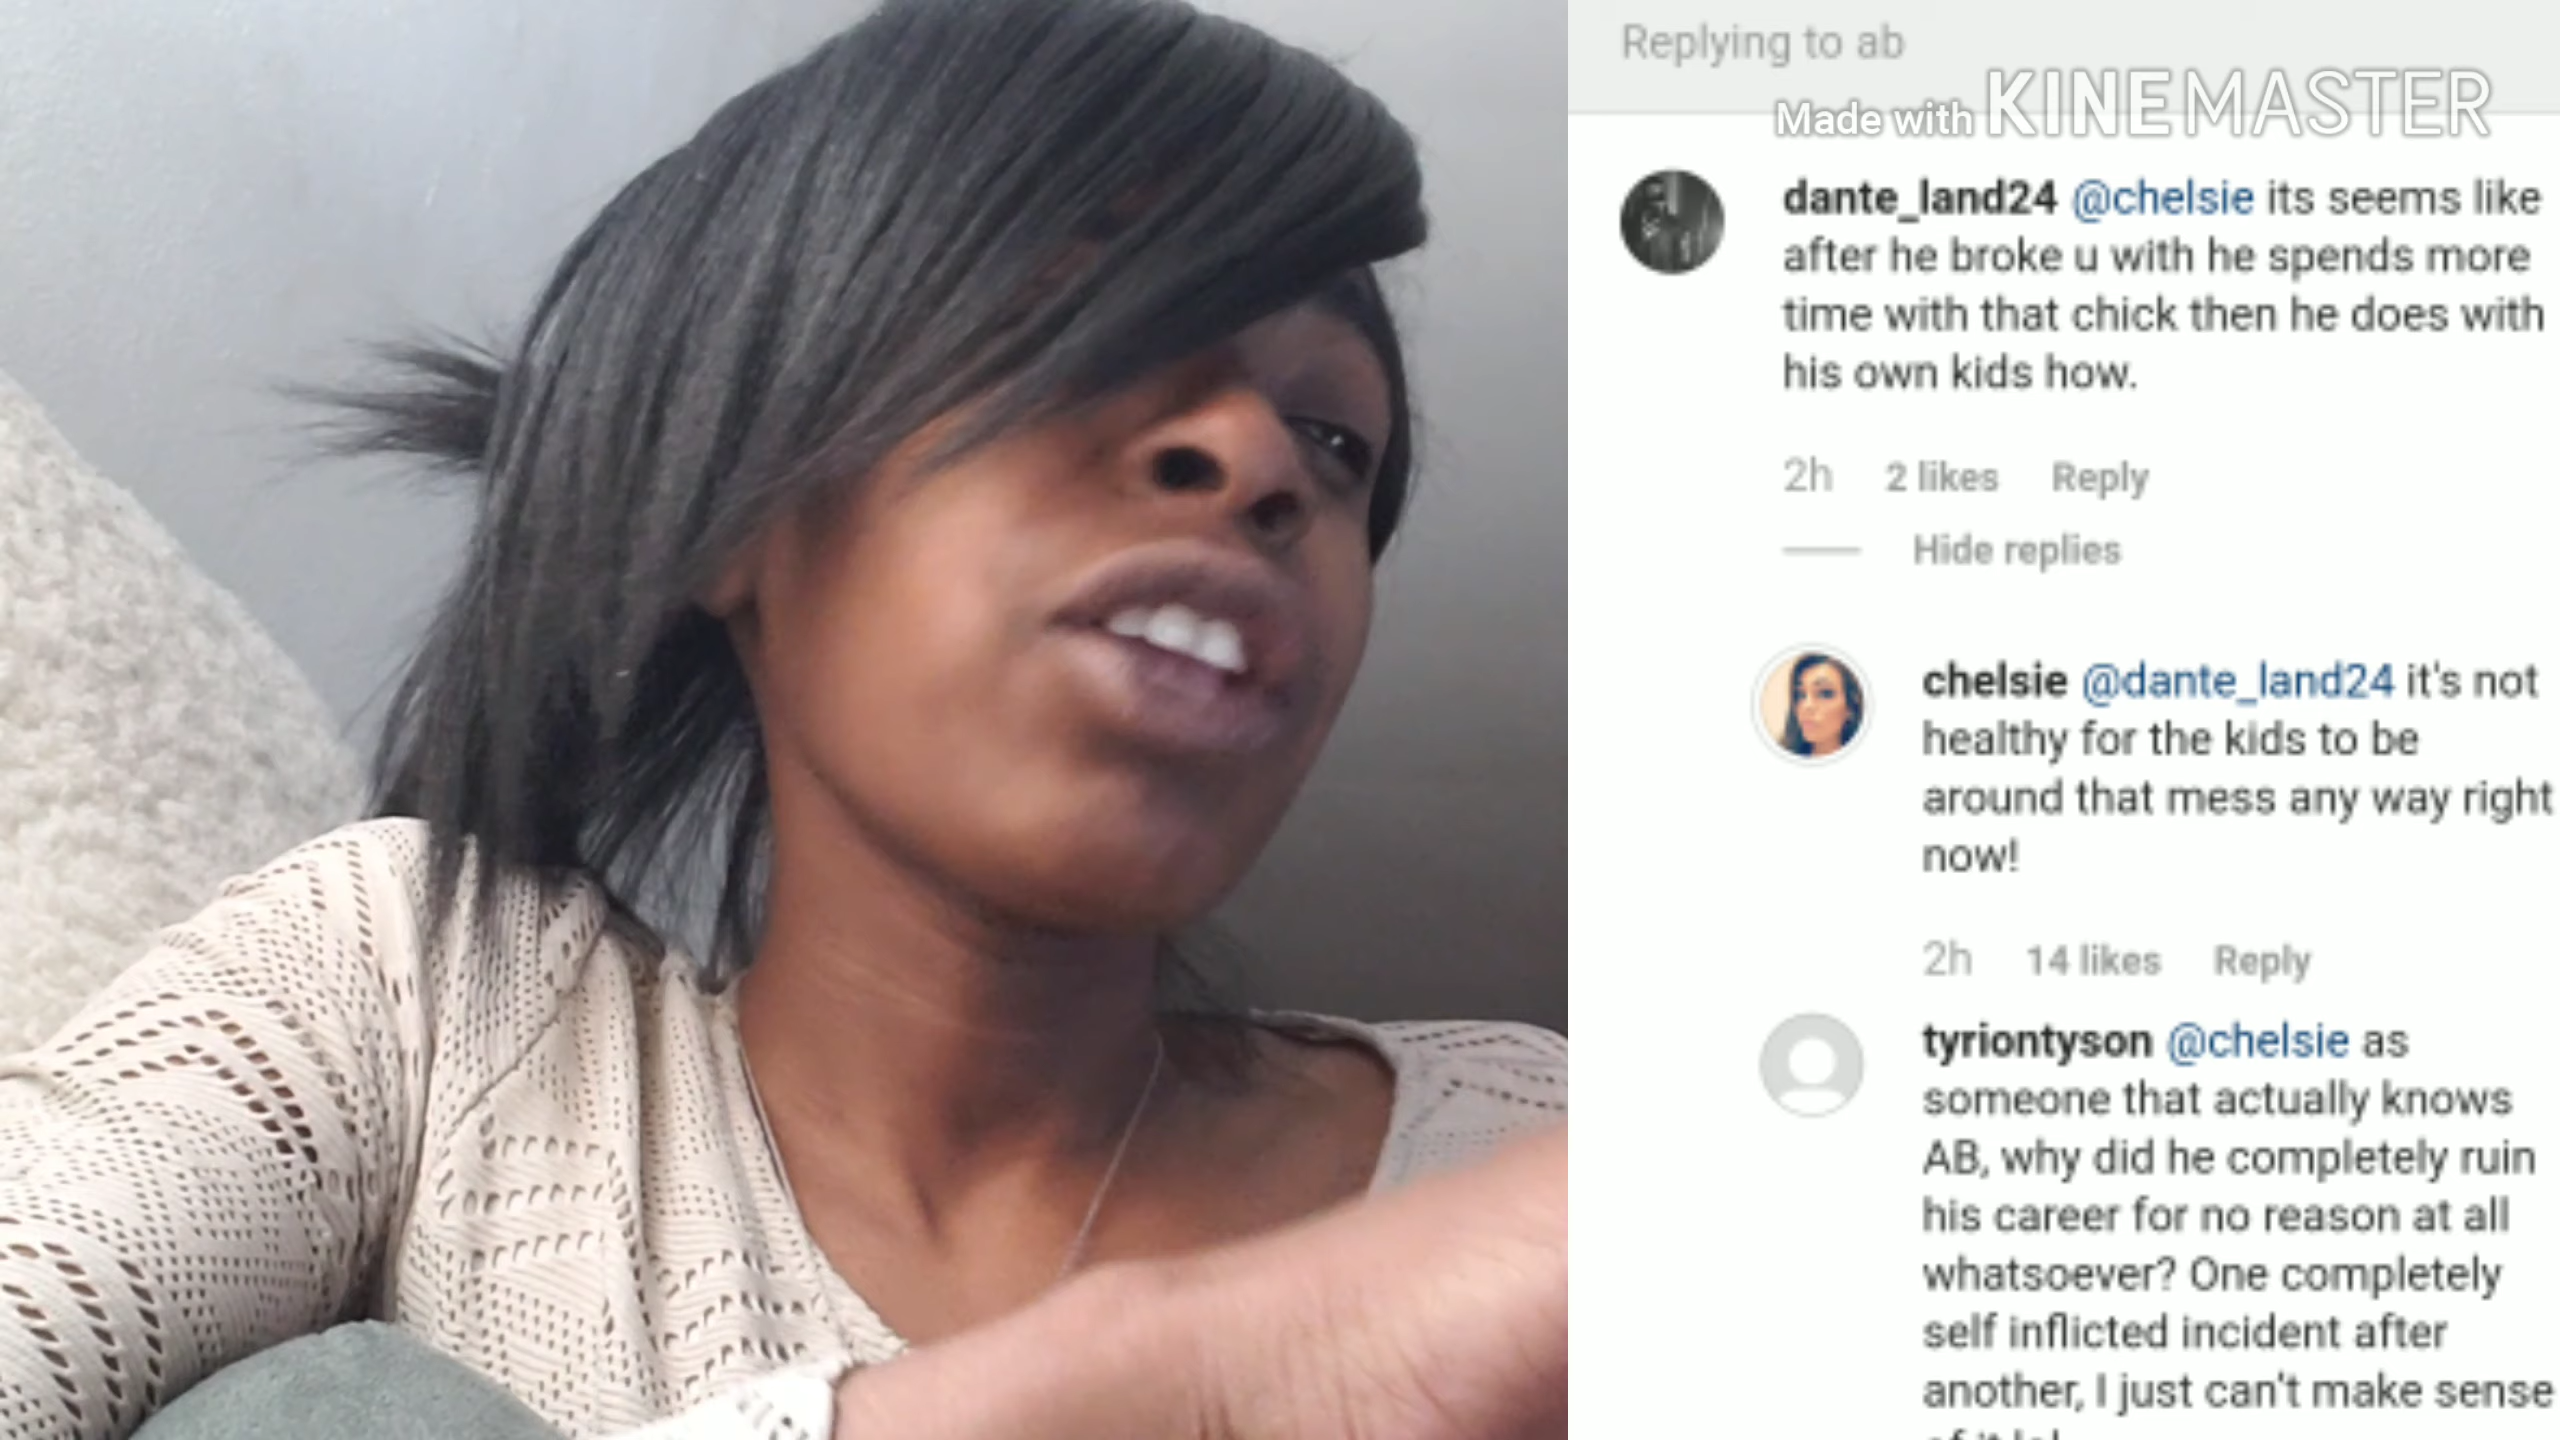 Replying to ab
Made with KINEMASTER
dante_land24 @chelsie its seems like
after he broke u with he spends more
time with that chick then he does with
his own kids how.
2h 2 likes Reply
Hide replies
chelsie @dante_land24 it's not
healthy for the kids to be
around that mess any way right
now!
2h 14 likes Reply
tyriontyson @chelsie as
someone that actually knows
AB, why did he completely ruin
his career for no reason at all
whatsoever? One completely
self inflicted incident after
another, I just can't make sense
of it lol